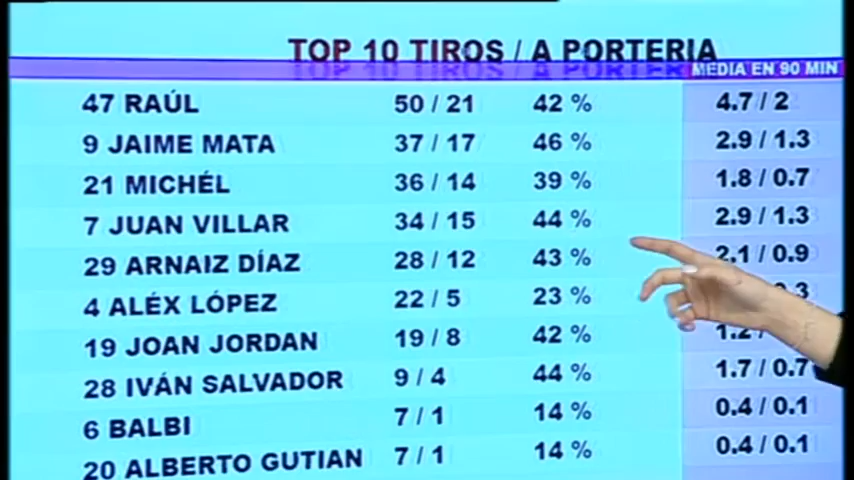 TOP 10 TIROS / A PORTERIA
MEDIA EN 90 MIN
47 RAÚL 50 / 21 42 % 4.7 / 2
9 JAIME MATA 37 / 17 46 % 2.9 / 1.3
21 MICHÉL 36 / 14 39 % 1.8 / 0.7
7 JUAN VILLAR 34 / 15 44 % 2.9 / 1.3
29 ARNAIZ DÍAZ 28 / 12 43 % 2.1 / 0.9
4 ALÉX LÓPEZ 22 / 5 23 %
19 JOAN JORDAN 19 / 8 42 % 1.2 /
28 IVÁN SALVADOR 9 / 4 44 % 1.7 / 0.7
6 BALBI 7 / 1 14 % 0.4 / 0.1
20 ALBERTO GUTIAN 7 / 1 14 % 0.4 / 0.1